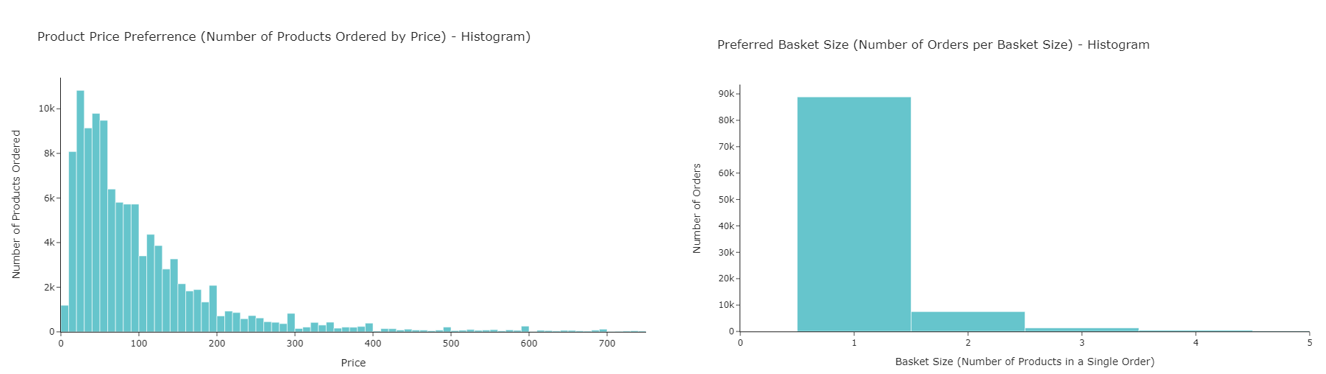 Product Price Preferrence (Number of Products Ordered by Price) - Histogram)
Number of Products Ordered
10k
8k
6k
4k
2k
0
0 100 200 300 400 500 600 700
Price
Preferred Basket Size (Number of Orders per Basket Size) - Histogram
Number of Orders
90k
80k
70k
60k
50k
40k
30k
20k
10k
0
0 1 2 3 4 5
Basket Size (Number of Products in a Single Order)